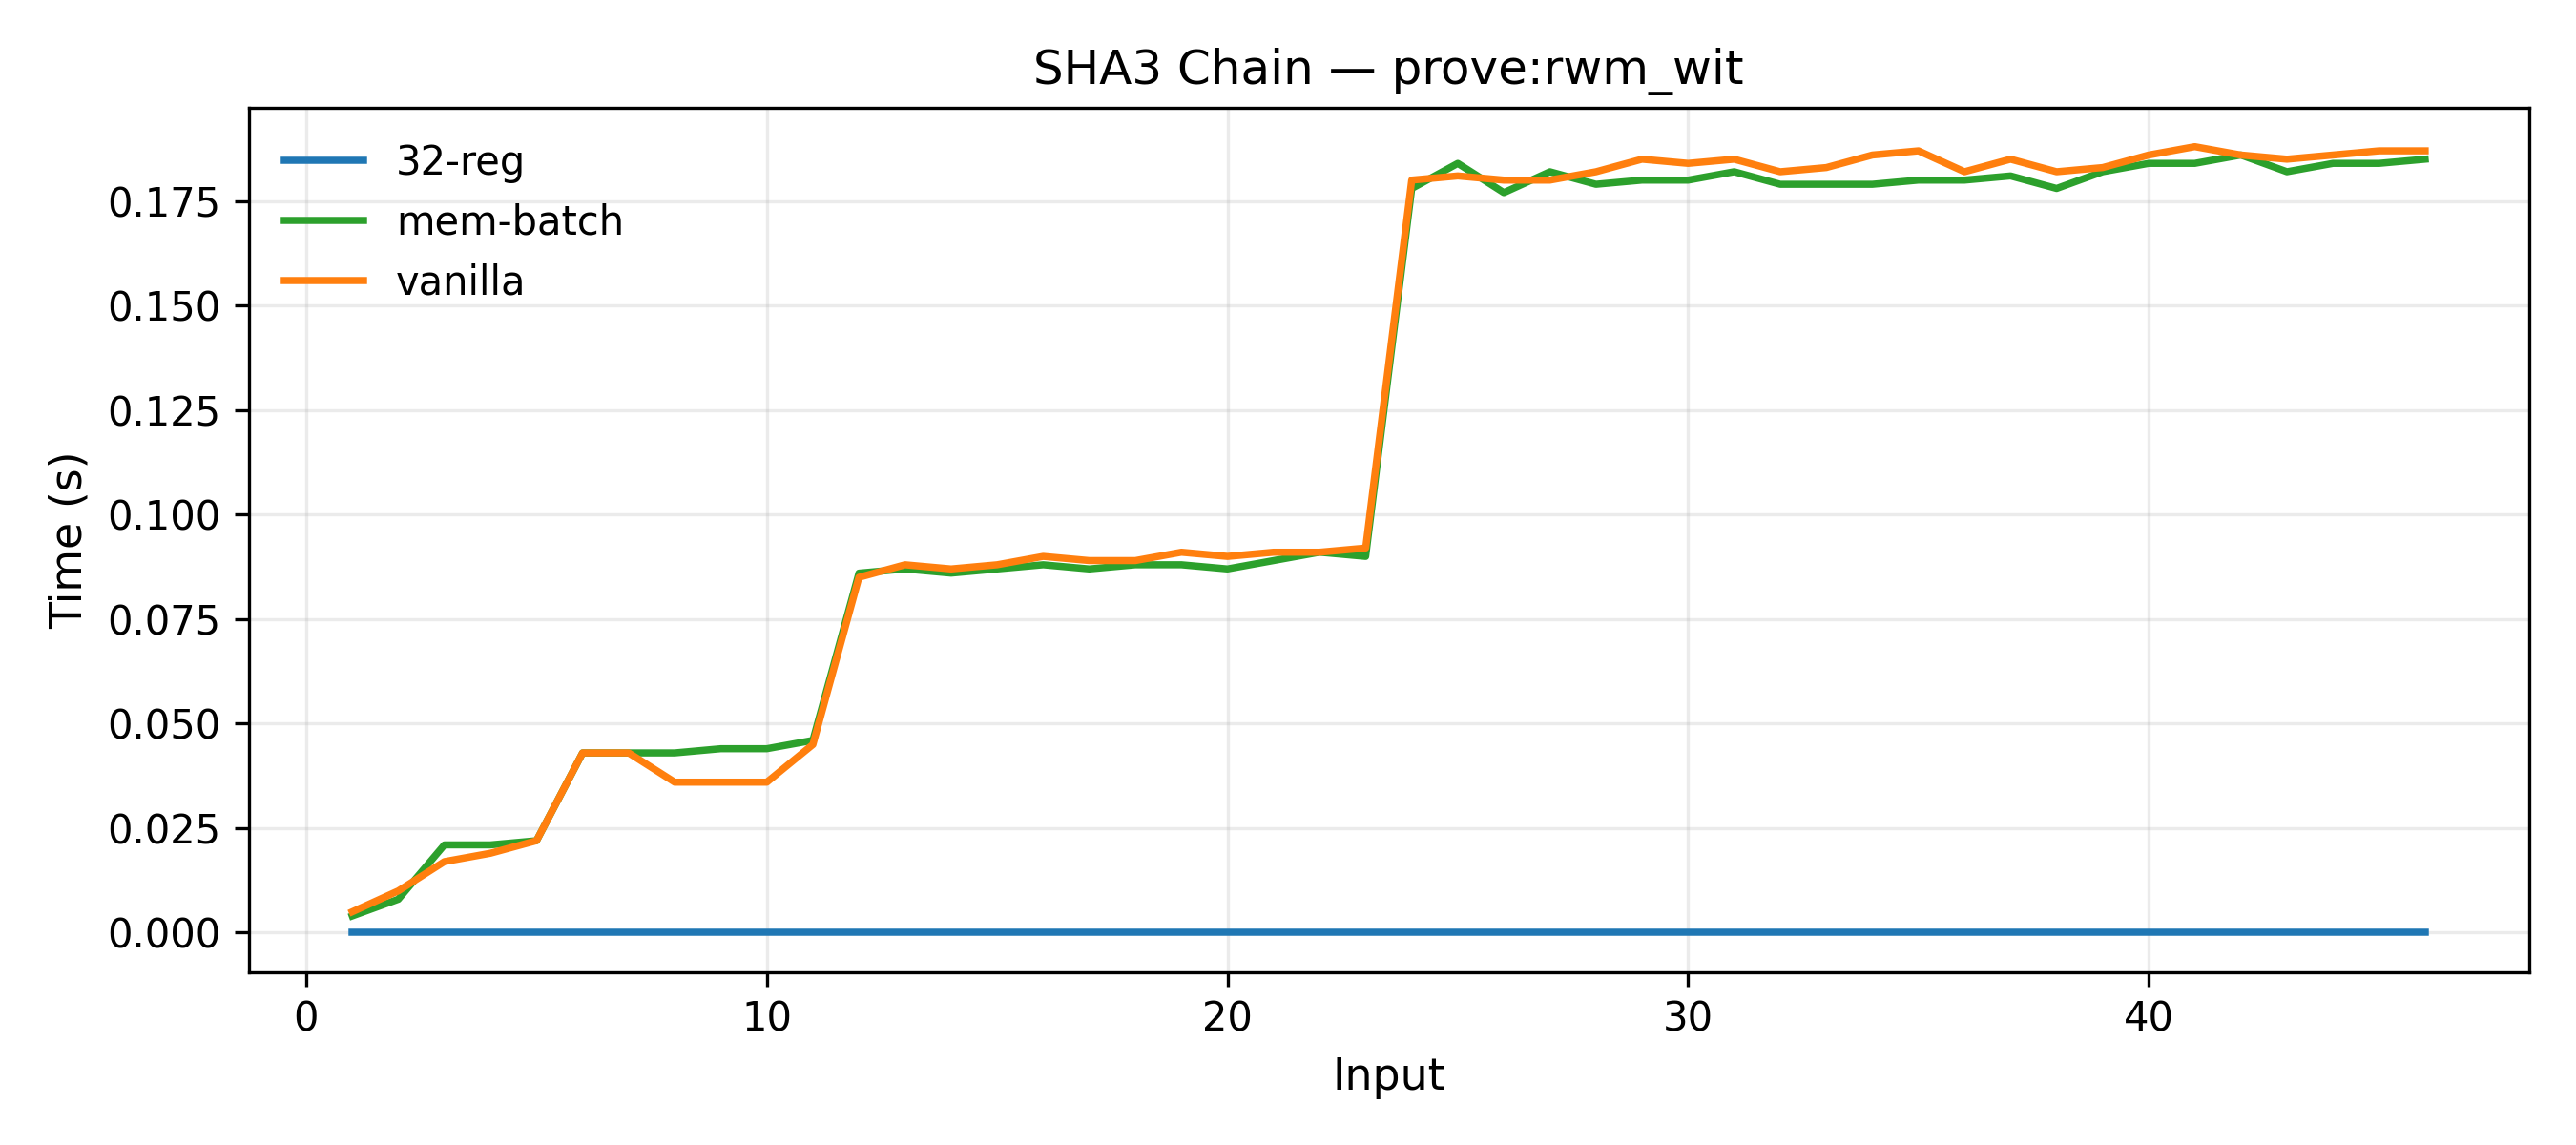 SHA3 Chain — prove:rwm_wit
32-reg
mem-batch
vanilla
Time (s)
0.175
0.150
0.125
0.100
0.075
0.050
0.025
0.000
0 10 20 30 40
Input